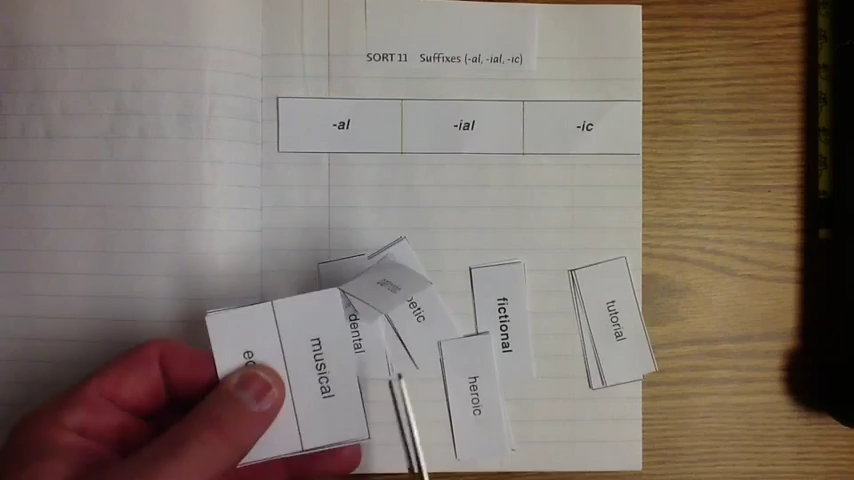 SORT 11 Suffixes (-al, -ial, -ic)
-al -ial -ic
dental
fictional
tutorial
musical
heroic